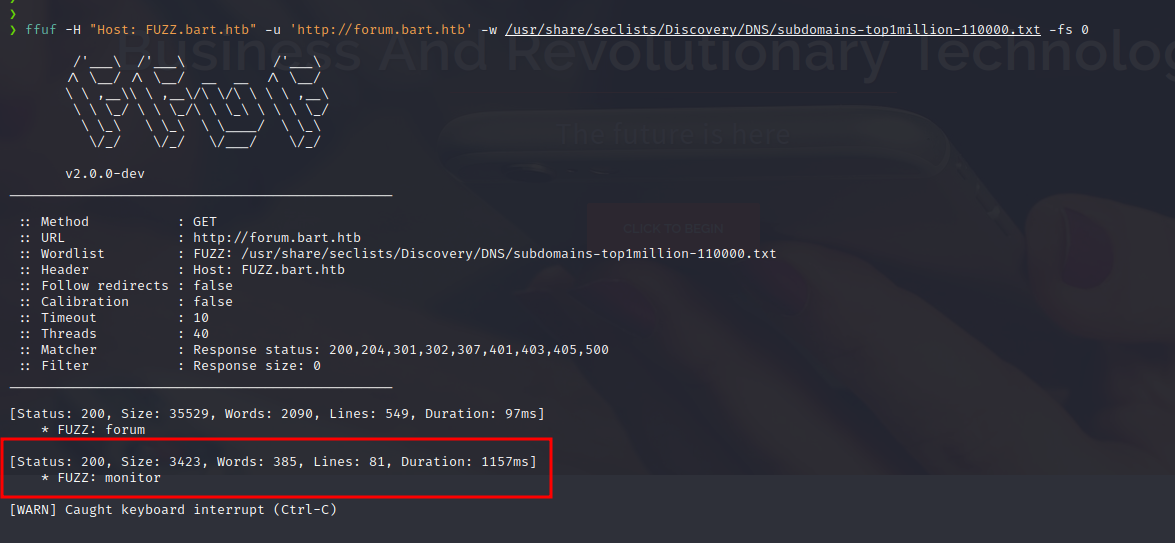 ❯
❯
❯ ffuf -H "Host: FUZZ.bart.htb" -u 'http://forum.bart.htb' -w /usr/share/seclists/Discovery/DNS/subdomains-top1million-110000.txt -fs 0
Business And Revolutionary Technolog
        /'___\  /'___\           /'___\
       /\ \__/ /\ \__/  __  __  /\ \__/
       \ \ ,__\\ \ ,__\/\ \/\ \ \ \ ,__\
        \ \ \_/ \ \ \_/\ \ \_\ \ \ \ \_/
         \ \_\   \ \_\  \ \____/  \ \_\
          \/_/    \/_/   \/___/    \/_/
The future is here
v2.0.0-dev
________________________________________________
:: Method : GET
CLICK TO BEGIN
:: URL : http://forum.bart.htb
:: Wordlist : FUZZ: /usr/share/seclists/Discovery/DNS/subdomains-top1million-110000.txt
:: Header : Host: FUZZ.bart.htb
:: Follow redirects : false
:: Calibration : false
:: Timeout : 10
:: Threads : 40
:: Matcher : Response status: 200,204,301,302,307,401,403,405,500
:: Filter : Response size: 0
________________________________________________
[Status: 200, Size: 35529, Words: 2090, Lines: 549, Duration: 97ms]
* FUZZ: forum
[Status: 200, Size: 3423, Words: 385, Lines: 81, Duration: 1157ms]
* FUZZ: monitor
[WARN] Caught keyboard interrupt (Ctrl-C)